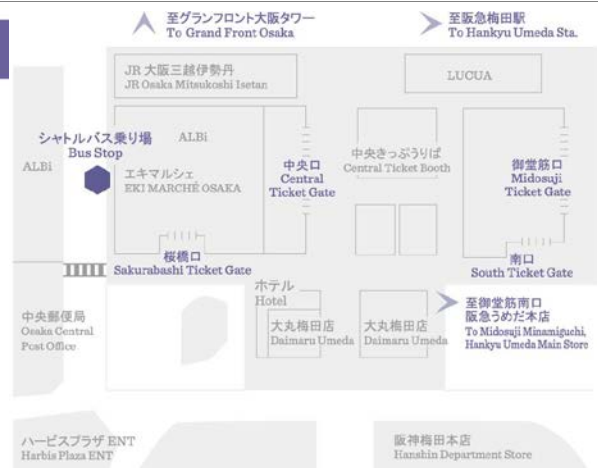 至グランフロント大阪タワー
To Grand Front Osaka
至阪急梅田駅
To Hankyu Umeda Sta.
JR 大阪三越伊勢丹
JR Osaka Mitsukoshi Isetan
LUCUA
シャトルバス乗り場
Bus Stop
ALBi
ALBi
エキマルシェ
EKI MARCHÉ OSAKA
中央口
Central
Ticket Gate
中央きっぷうりば
Central Ticket Booth
御堂筋口
Midosuji
Ticket Gate
桜橋口
Sakurabashi Ticket Gate
南口
South Ticket Gate
ホテル
Hotel
中央郵便局
Osaka Central
Post Office
大丸梅田店
Daimaru Umeda
大丸梅田店
Daimaru Umeda
至御堂筋南口
阪急うめだ本店
To Midosuji Minamiguchi,
Hankyu Umeda Main Store
ハービスプラザ ENT
Harbis Plaza ENT
阪神梅田本店
Hanshin Department Store